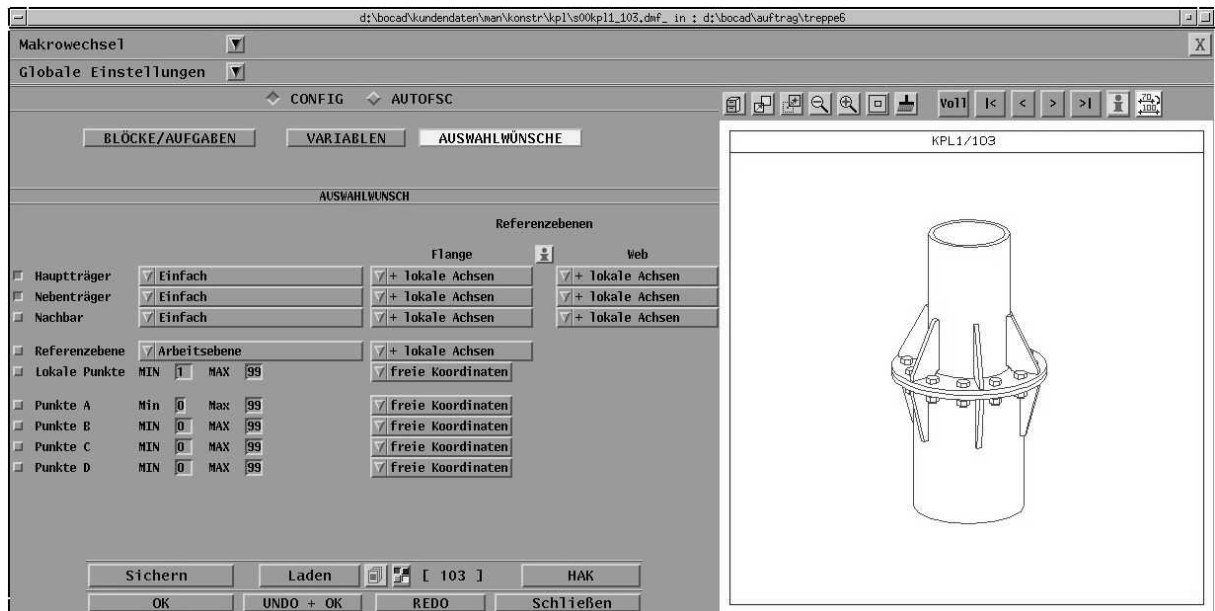 d:\bocad\kundendaten\man\konstr\kpl\s00kpl1_103.dmf_ in : d:\bocad\auftrag\treppe6
Makrowechsel X
Globale Einstellungen
CONFIG AUTOFSC
Voll |< < > >| 70 100
BLÖCKE/AUFGABEN VARIABLEN AUSWAHLWÜNSCHE
KPL1/103
AUSWAHLWUNSCH
Referenzebenen
Flange Web
Hauptträger Einfach + lokale Achsen + lokale Achsen
Nebenträger Einfach + lokale Achsen + lokale Achsen
Nachbar Einfach + lokale Achsen + lokale Achsen
Referenzebene Arbeitsebene + lokale Achsen
Lokale Punkte MIN 1 MAX 99 freie Koordinaten
Punkte A Min 0 Max 99 freie Koordinaten
Punkte B MIN 0 MAX 99 freie Koordinaten
Punkte C MIN 0 MAX 99 freie Koordinaten
Punkte D MIN 0 MAX 99 freie Koordinaten
Sichern Laden [ 103 ] HAK
OK UNDO + OK REDO Schließen